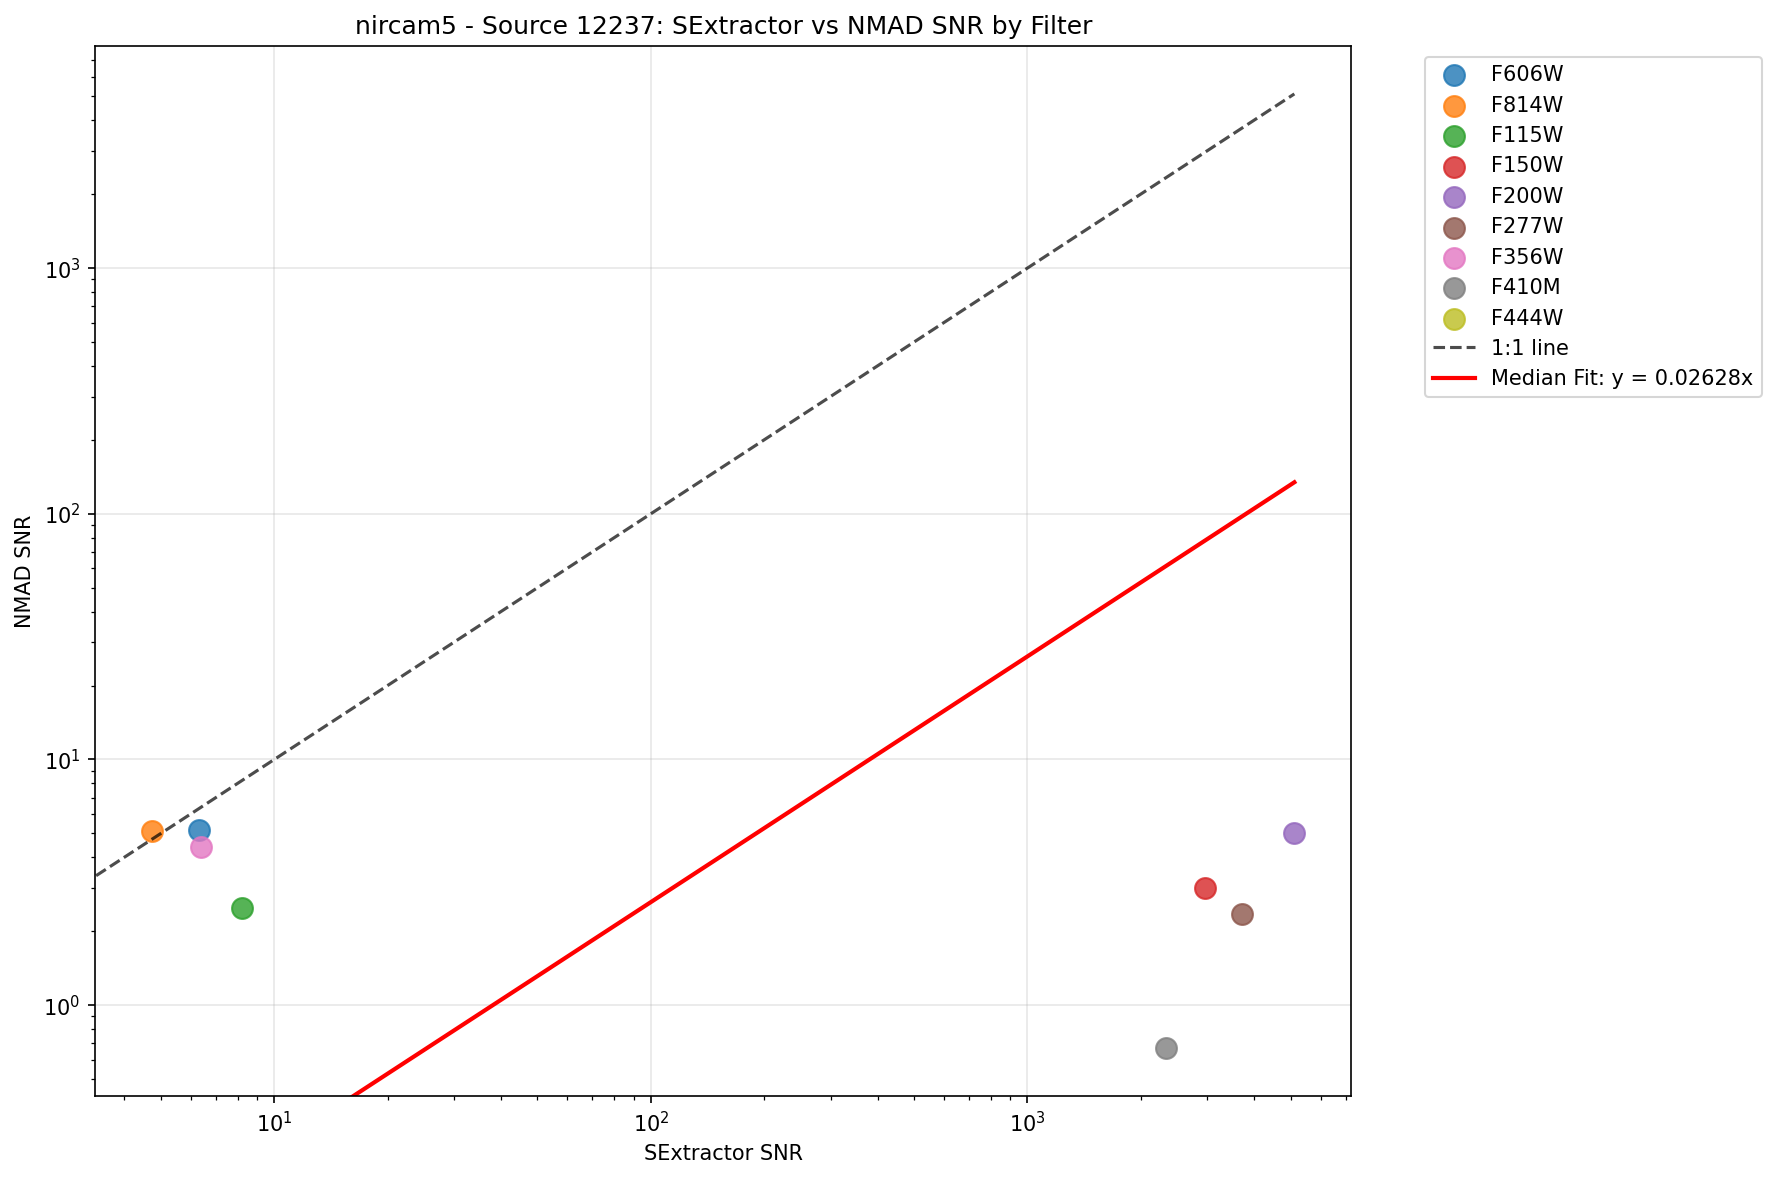 nircam5 - Source 12237: SExtractor vs NMAD SNR by Filter
F606W
F814W
F115W
F150W
F200W
F277W
F356W
F410M
F444W
1:1 line
Median Fit: y = 0.02628x
NMAD SNR
10³
10²
10¹
10⁰
10¹
10²
10³
SExtractor SNR